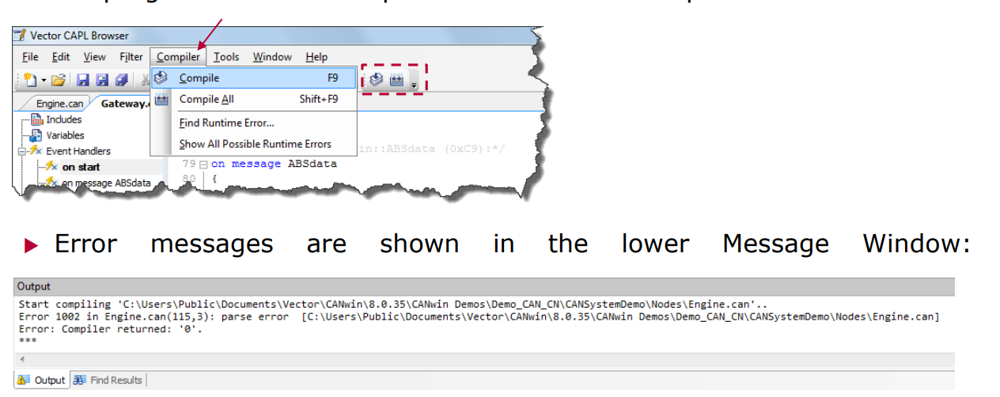 Vector CAPL Browser
File Edit View Filter Compiler Tools Window Help
Compile F9
Compile All Shift+F9
Find Runtime Error...
Show All Possible Runtime Errors
Engine.can Gateway.
Includes
Variables
Event Handlers
on start
on message ABSdata
in::ABSdata (0xC9):*/
79 on message ABSdata
80 {
Error messages are shown in the lower Message Window:
Output
Start compiling 'C:\Users\Public\Documents\Vector\CANwin\8.0.35\CANwin Demos\Demo_CAN_CN\CANSystemDemo\Nodes\Engine.can'..
Error 1002 in Engine.can(115,3): parse error [C:\Users\Public\Documents\Vector\CANwin\8.0.35\CANwin Demos\Demo_CAN_CN\CANSystemDemo\Nodes\Engine.can]
Error: Compiler returned: '0'.
***
Output Find Results